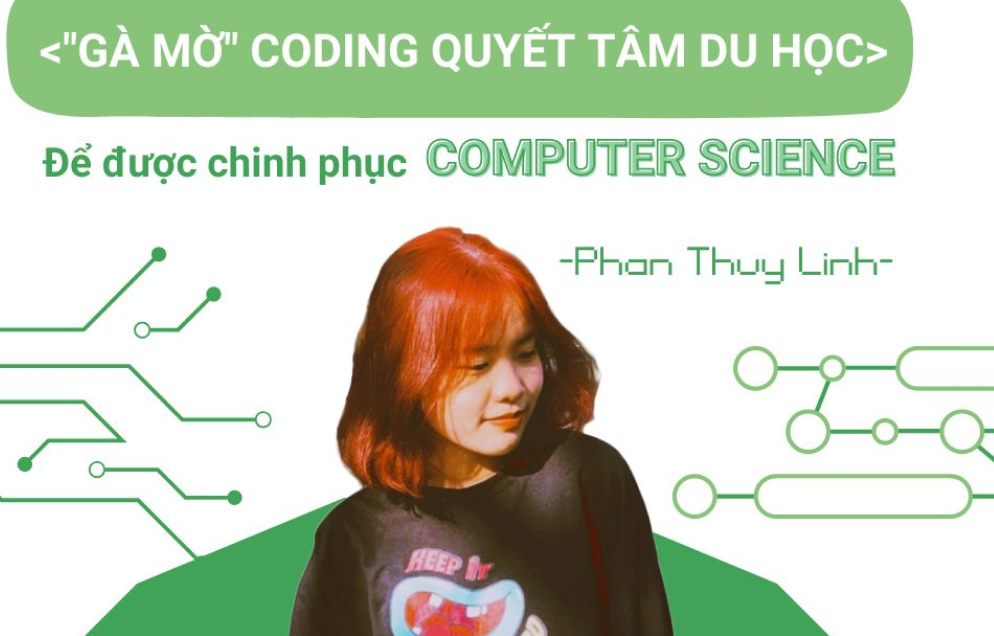 <"GÀ MỜ" CODING QUYẾT TÂM DU HỌC>
Để được chinh phục COMPUTER SCIENCE
-Phan Thuy Linh-
KEEP IT